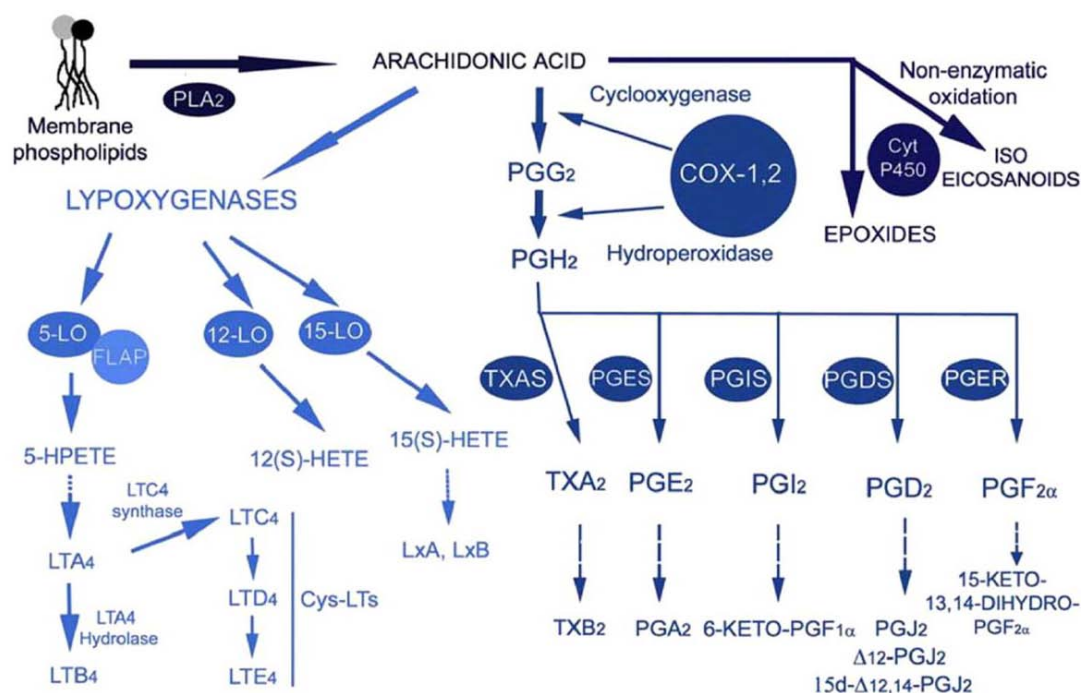 ARACHIDONIC ACID
PLA2
Membrane
phospholipids
Non-enzymatic
oxidation
Cyclooxygenase
COX-1,2
Cyt
P450
ISO
EICOSANOIDS
PGG2
LYPOXYGENASES
EPOXIDES
Hydroperoxidase
PGH2
5-LO
FLAP
12-LO
15-LO
TXAS
PGES
PGIS
PGDS
PGER
5-HPETE
12(S)-HETE
15(S)-HETE
TXA2
PGE2
PGI2
PGD2
PGF2α
LTC4
synthase
LTC4
LTA4
LxA, LxB
LTD4
Cys-LTs
LTA4
Hydrolase
LTB4
LTE4
TXB2
PGA2
6-KETO-PGF1α
PGJ2
Δ12-PGJ2
15d-Δ12,14-PGJ2
15-KETO-
13,14-DIHYDRO-
PGF2α